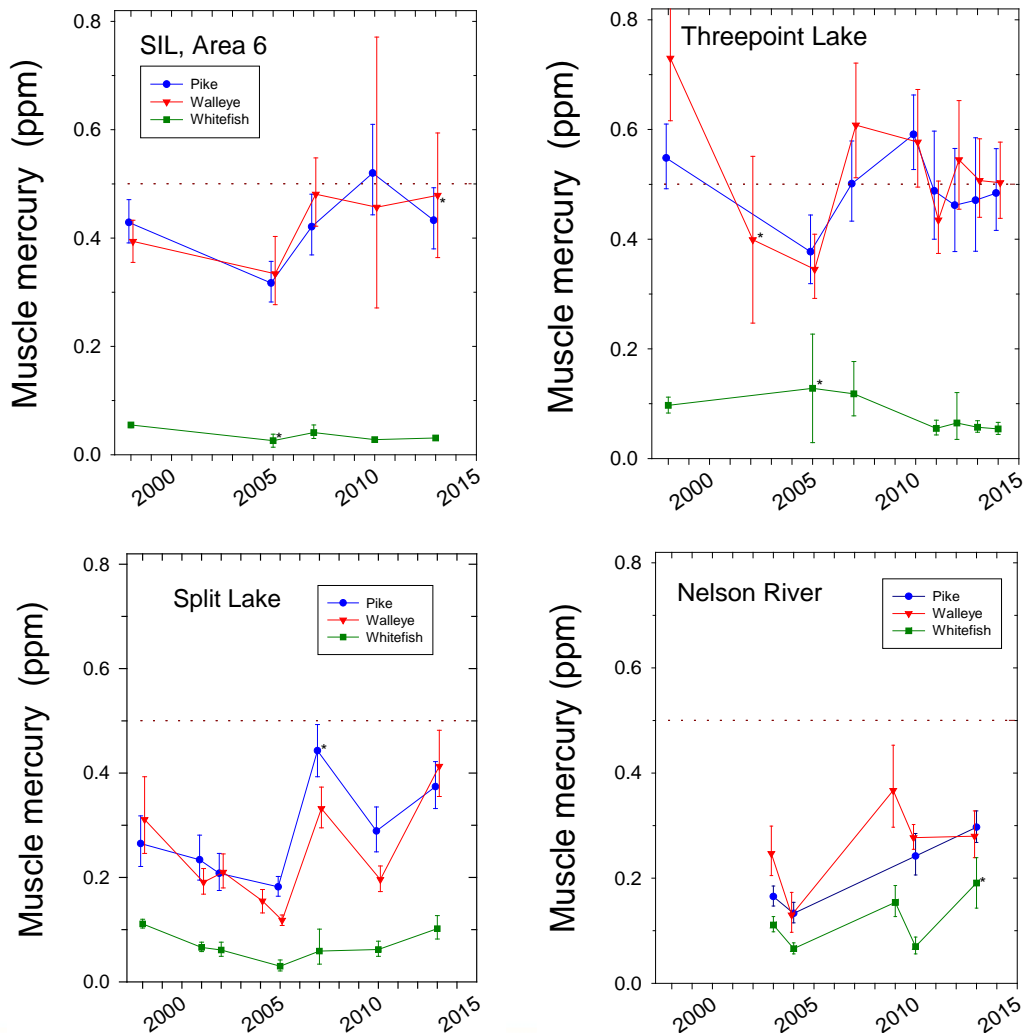 SIL, Area 6
Pike
Walleye
Whitefish
Muscle mercury (ppm)
0.8
0.6
0.4
0.2
0.0
*
*
2000
2005
2010
2015
Threepoint Lake
Muscle mercury (ppm)
0.8
0.6
0.4
0.2
0.0
*
*
2000
2005
2010
2015
Split Lake
Pike
Walleye
Whitefish
Muscle mercury (ppm)
0.8
0.6
0.4
0.2
0.0
*
2000
2005
2010
2015
Nelson River
Pike
Walleye
Whitefish
Muscle mercury (ppm)
0.8
0.6
0.4
0.2
0.0
*
2000
2005
2010
2015